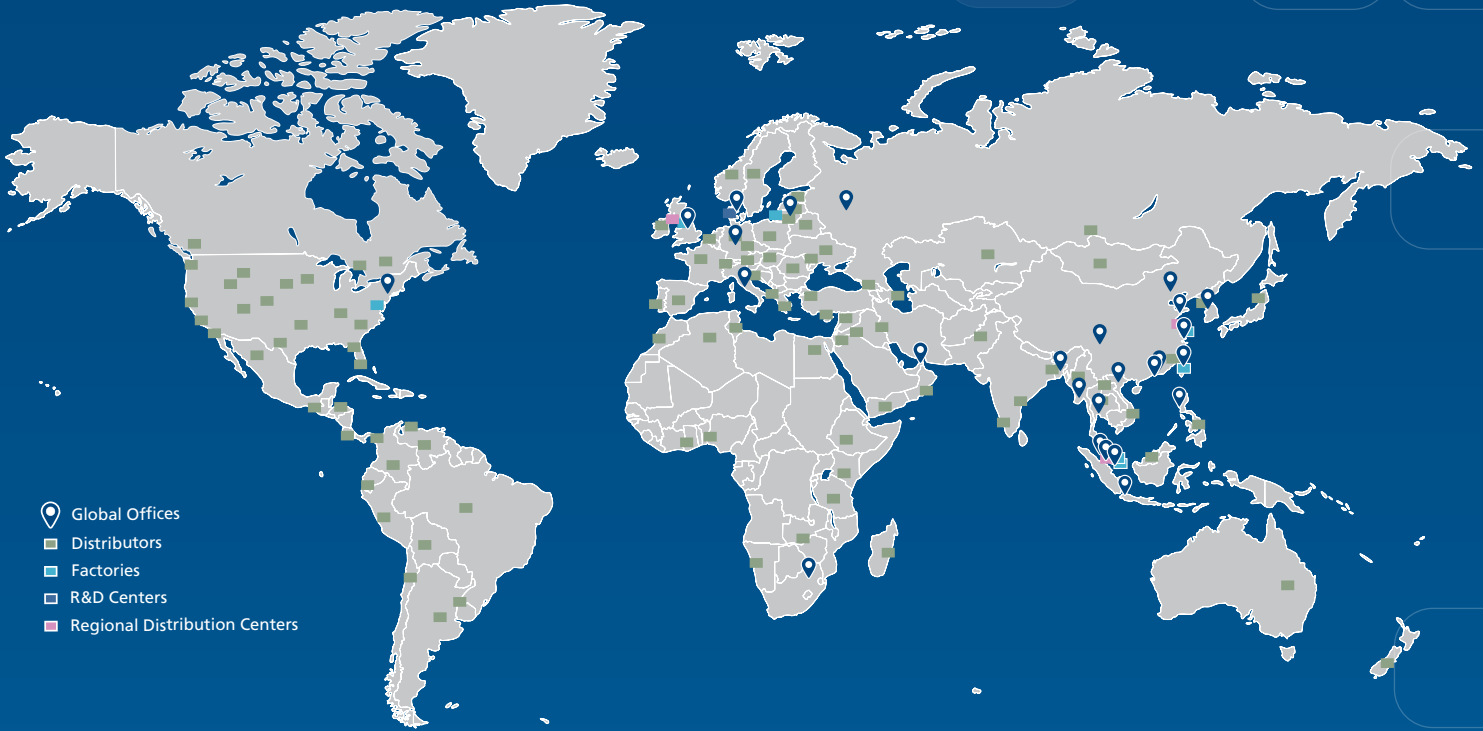 Global Offices
Distributors
Factories
R&D Centers
Regional Distribution Centers